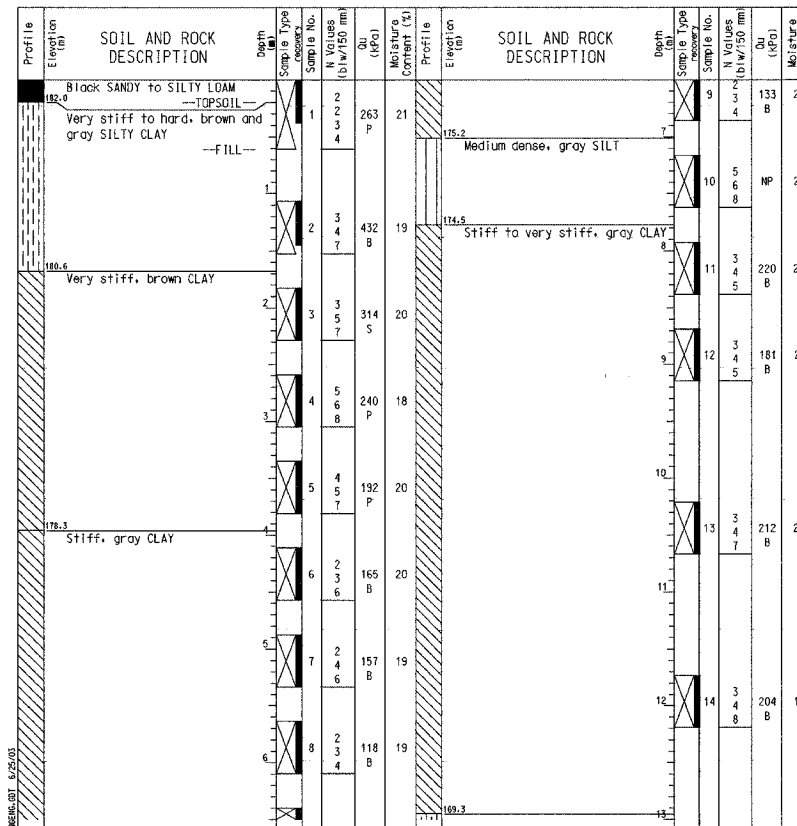 Profile
Elevation (m)
SOIL AND ROCK
DESCRIPTION
Depth (m)
Sample Type
recovery
Sample No.
N Values
(blw/150 mm)
Qu
(kPa)
Moisture
Content (%)
Black SANDY to SILTY LOAM
182.0 ---TOPSOIL---
Very stiff to hard, brown and
gray SILTY CLAY
---FILL---
1 2 2 3 4 263 P 21
1
2 3 4 7 432 B 19
180.6
Very stiff, brown CLAY
2
3 3 5 7 314 S 20
4 5 6 8 240 P 18
3
5 4 5 7 192 P 20
178.3
4
Stiff, gray CLAY
6 2 3 6 165 B 20
5
7 2 4 6 157 B 19
8 2 3 4 118 B 19
6
6/25/03
Profile
Elevation (m)
SOIL AND ROCK
DESCRIPTION
Depth (m)
Sample Type
recovery
Sample No.
N Values
(blw/150 mm)
Qu
(kPa)
Moisture
9 2 3 4 133 B 2
7
175.2
Medium dense, gray SILT
10 5 6 8 NP 2
174.5
Stiff to very stiff, gray CLAY
8
11 3 4 5 220 B 2
12 3 4 5 181 B 2
9
10
13 3 4 7 212 B 2
11
12
14 3 4 8 204 B 1
169.3
13